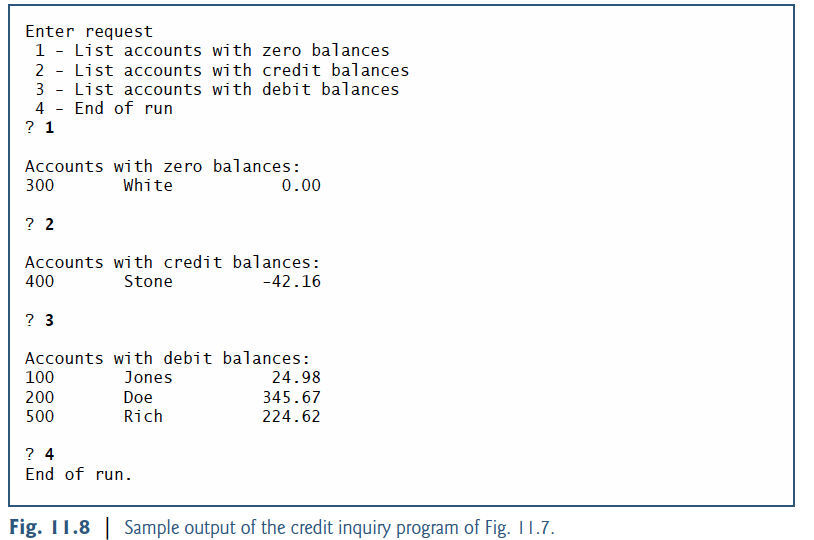 Enter request
 1 - List accounts with zero balances
 2 - List accounts with credit balances
 3 - List accounts with debit balances
 4 - End of run
? 1
Accounts with zero balances:
300       White           0.00
? 2
Accounts with credit balances:
400       Stone         -42.16
? 3
Accounts with debit balances:
100       Jones          24.98
200       Doe           345.67
500       Rich          224.62
? 4
End of run.
Fig. 11.8 | Sample output of the credit inquiry program of Fig. 11.7.